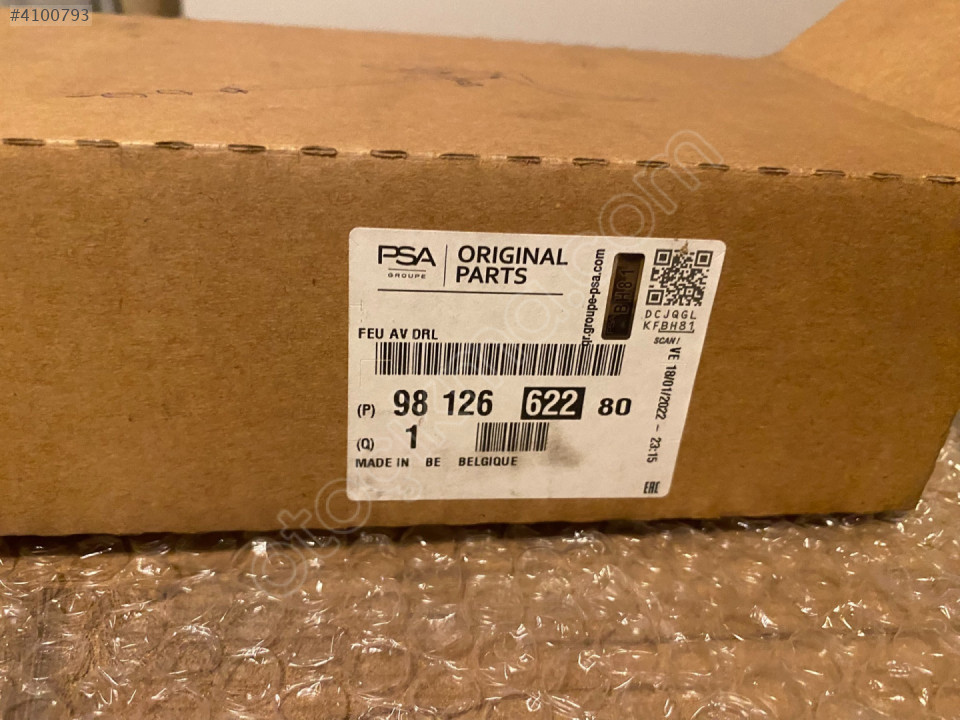 #4100793
PSA
GROUPE
ORIGINAL
PARTS
gr.groupe-psa.com
BH81
DCJQGL
KFBH81
SCAN!
FEU AV DRL
VE 18/01/2022 - 23:15
(P) 98 126 622 80
(Q) 1
MADE IN BE BELGIQUE
EAC